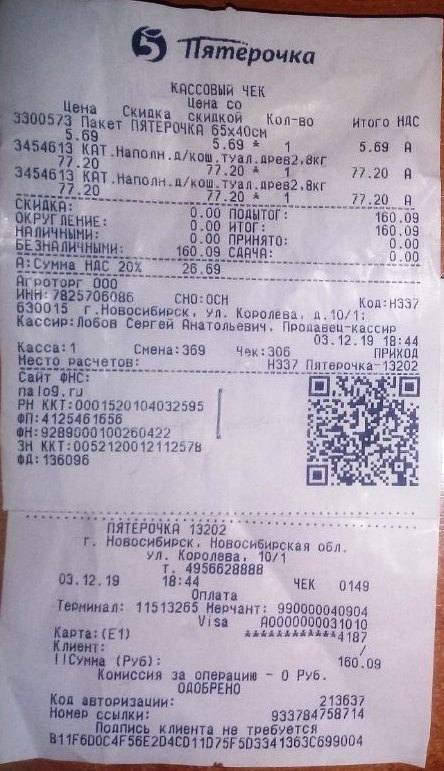 5 Пятёрочка
КАССОВЫЙ ЧЕК
Цена Скидка Цена со скидкой Кол-во Итого НДС
3300573 Пакет ПЯТЕРОЧКА 65х40см
5.69 5.69 * 1 5.69 А
3454613 КАТ.Наполн.д/кош.туал.древ2,8кг
77.20 77.20 * 1 77.20 А
3454613 КАТ.Наполн.д/кош.туал.древ2,8кг
77.20 77.20 * 1 77.20 А
СКИДКА: 0.00 ПОДЫТОГ: 160.09
ОКРУГЛЕНИЕ: 0.00 ИТОГ: 160.09
НАЛИЧНЫМИ: 0.00 ПРИНЯТО: 0.00
БЕЗНАЛИЧНЫМИ: 160.09 СДАЧА: 0.00
А:Сумма НДС 20% 26.69
Агроторг ООО
ИНН:7825706086 СНО:ОСН Код:Н337
630015 г.Новосибирск, ул. Королева, д.10/1:
Кассир:Лобов Сергей Анатольевич, Продавец-кассир
03.12.19 18:44
Касса:1 Смена:369 Чек:306 ПРИХОД
Место расчетов: Н337 Пятерочка-13202
Сайт ФНС:
nalog.ru
РН ККТ:0001520104032595
ФП:4125461656
ФН:9289000100260422
ЗН ККТ:0052120012112578
ФД:136096
ПЯТЕРОЧКА 13202
г. Новосибирск, Новосибирская обл.
ул. Королева, 10/1
т. 4956628888
03.12.19 18:44 ЧЕК 0149
Оплата
Терминал: 11513265 Мерчант: 990000040904
Visa A0000000031010
Карта:(E1) ************4187
Клиент: /
!!Сумма (Руб): 160.09
Комиссия за операцию - 0 Руб.
ОДОБРЕНО
Код авторизации: 213637
Номер ссылки: 933784758714
Подпись клиента не требуется
B11F6D0C4F56E2D4CD11D75F5D3341363C699004